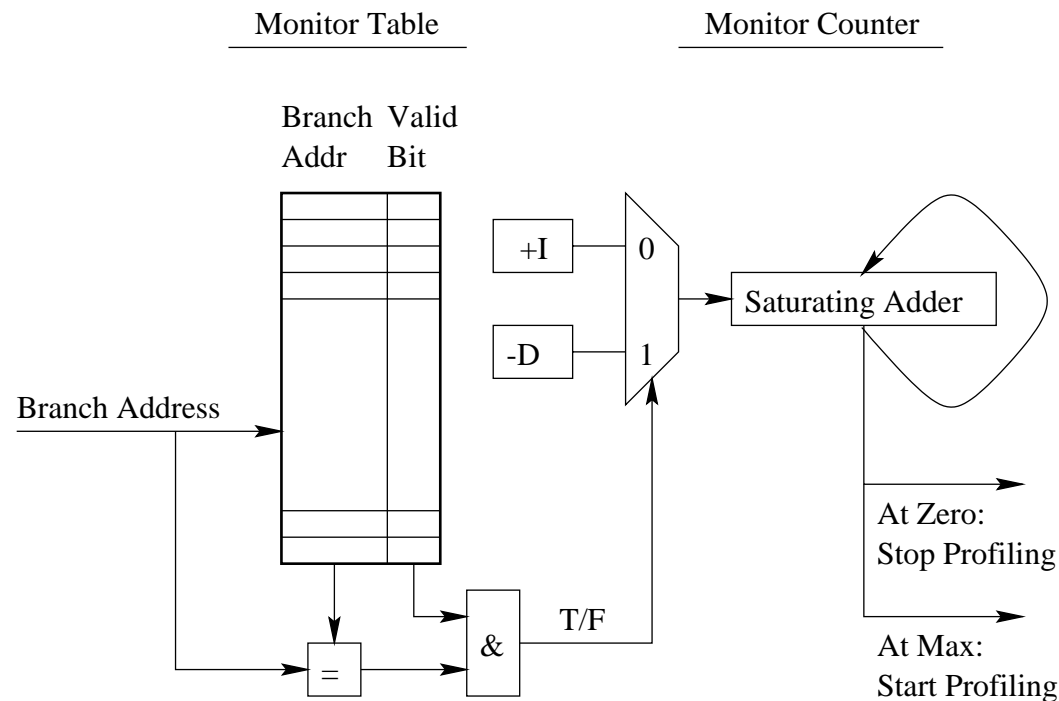 Monitor Table
Monitor Counter
Branch Valid
Addr Bit
+I
0
Saturating Adder
-D
1
Branch Address
At Zero:
Stop Profiling
T/F
&
=
At Max:
Start Profiling